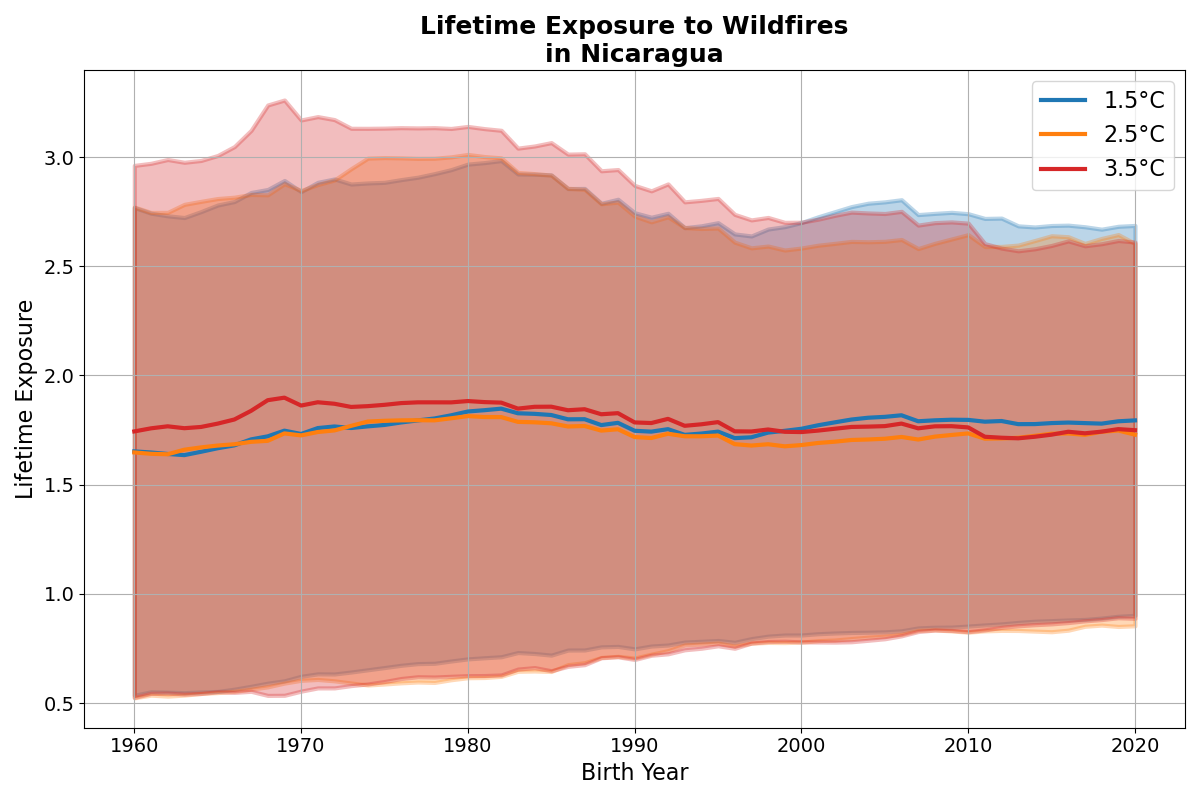 Lifetime Exposure to Wildfires
in Nicaragua
1.5°C
2.5°C
3.5°C
Lifetime Exposure
3.0
2.5
2.0
1.5
1.0
0.5
1960 1970 1980 1990 2000 2010 2020
Birth Year